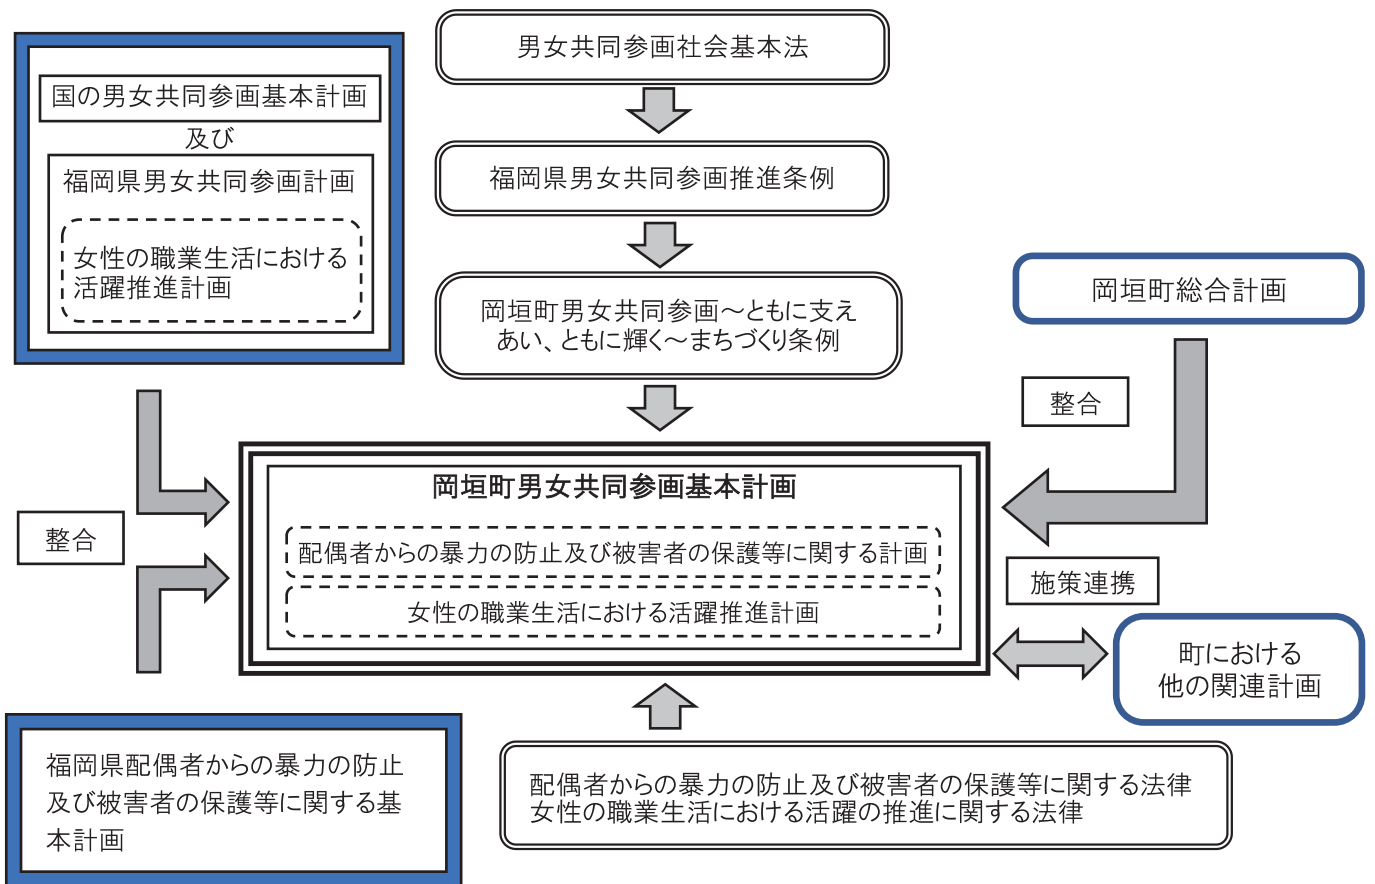 男女共同参画社会基本法
国の男女共同参画基本計画
及び
福岡県男女共同参画計画
女性の職業生活における
活躍推進計画
福岡県男女共同参画推進条例
岡垣町男女共同参画～ともに支え
あい、ともに輝く～まちづくり条例
岡垣町総合計画
整合
岡垣町男女共同参画基本計画
配偶者からの暴力の防止及び被害者の保護等に関する計画
女性の職業生活における活躍推進計画
整合
施策連携
町における
他の関連計画
福岡県配偶者からの暴力の防止
及び被害者の保護等に関する基
本計画
配偶者からの暴力の防止及び被害者の保護等に関する法律
女性の職業生活における活躍の推進に関する法律